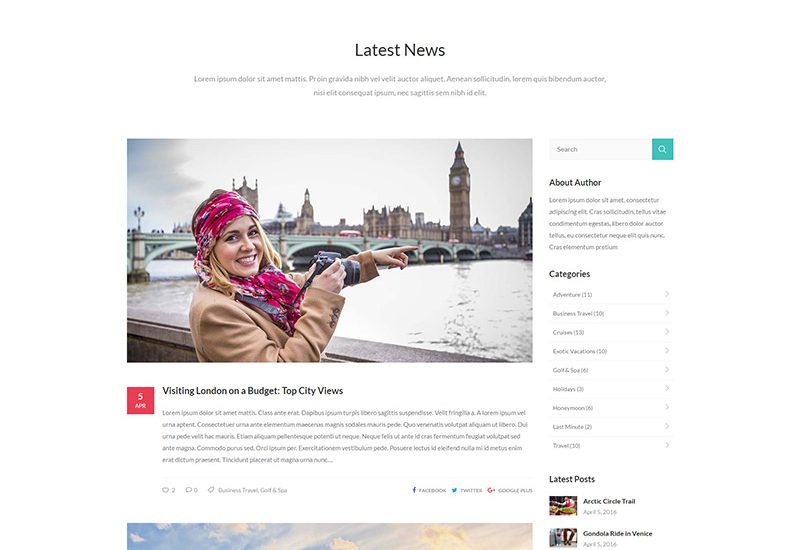 Latest News
Lorem ipsum dolor sit amet mattis. Proin gravida nibh vel velit auctor aliquet. Aenean sollicitudin, lorem quis bibendum auctor,
nisi elit consequat ipsum, nec sagittis sem nibh id elit.
5
APR
Visiting London on a Budget: Top City Views
Lorem ipsum dolor sit amet mattis. Class ante erat. Dapibus ipsum turpis libero sagittis suspendisse. Velit fringilla a. A lorem ipsum vel
urna aptent. Consectetuer urna ante elementum maecenas magnis sodales mauris pede. Quo venenatis volutpat aliquam ut libero. Dui
urna pede velit hac mauris. Etiam aliquam pellentesque potenti ut neque. Neque felis ut ante id cras fermentum feugiat volutpat sed
ante magna. Commodo purus sed. Orci ipsum per. Exercitationem vestibulum pede. Posuere lectus id eleifend nulla mi id metus enim
erat dictum praesent. Tincidunt placerat ut magna urna nunc....
2 0 Business Travel, Golf & Spa FACEBOOK TWITTER GOOGLE PLUS
Search
About Author
Lorem ipsum dolor sit amet, consectetur
adipiscing elit. Cras sollicitudin, tellus vitae
condimentum egestas, libero dolor auctor
tellus, eu consectetur neque elit quis nunc.
Cras elementum pretium
Categories
Adventure (11)
Business Travel (10)
Cruises (13)
Exotic Vacations (10)
Golf & Spa (6)
Holidays (3)
Honeymoon (6)
Last Minute (2)
Travel (10)
Latest Posts
Arctic Circle Trail
April 5, 2016
Gondola Ride in Venice
April 5, 2016